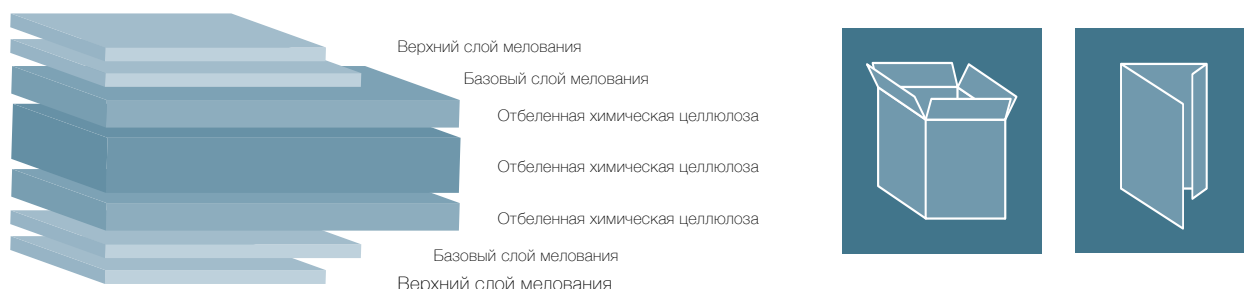 Верхний слой мелования
Базовый слой мелования
Отбеленная химическая целлюлоза
Отбеленная химическая целлюлоза
Отбеленная химическая целлюлоза
Базовый слой мелования
Верхний слой мелования